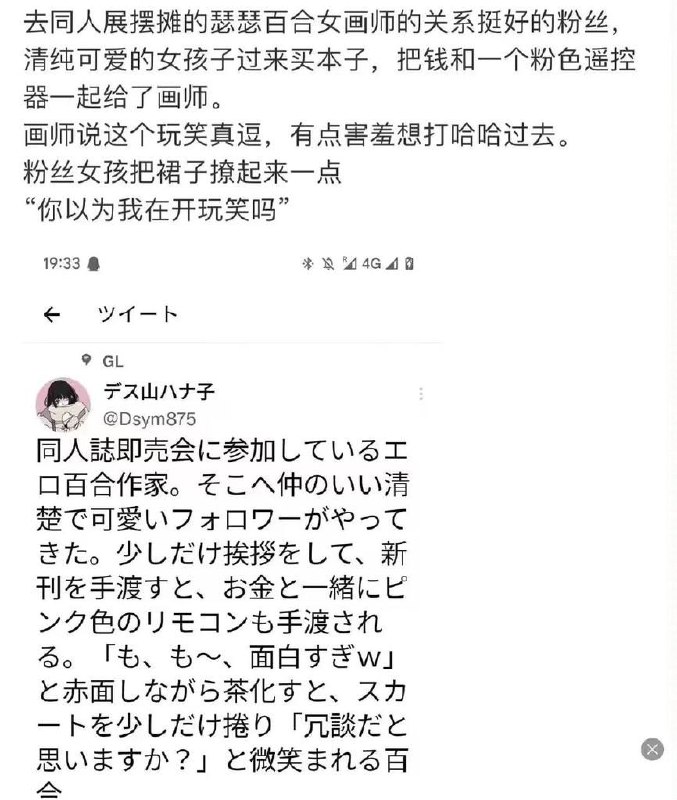 去同人展摆摊的瑟瑟百合女画师的关系挺好的粉丝，
清纯可爱的女孩子过来买本子，把钱和一个粉色遥控
器一起给了画师。
画师说这个玩笑真逗，有点害羞想打哈哈过去。
粉丝女孩把裙子撩起来一点
“你以为我在开玩笑吗”
19:33 R 4G
ツイート
GL
デス山ハナ子
@Dsym875
同人誌即売会に参加しているエ
ロ百合作家。そこへ仲のいい清
楚で可愛いフォロワーがやって
きた。少しだけ挨拶をして、新
刊を手渡すと、お金と一緒にピ
ンク色のリモコンも手渡され
る。「も、も〜、面白すぎｗ」
と赤面しながら茶化すと、スカ
ートを少しだけ捲り「冗談だと
思いますか？」と微笑まれる百
合